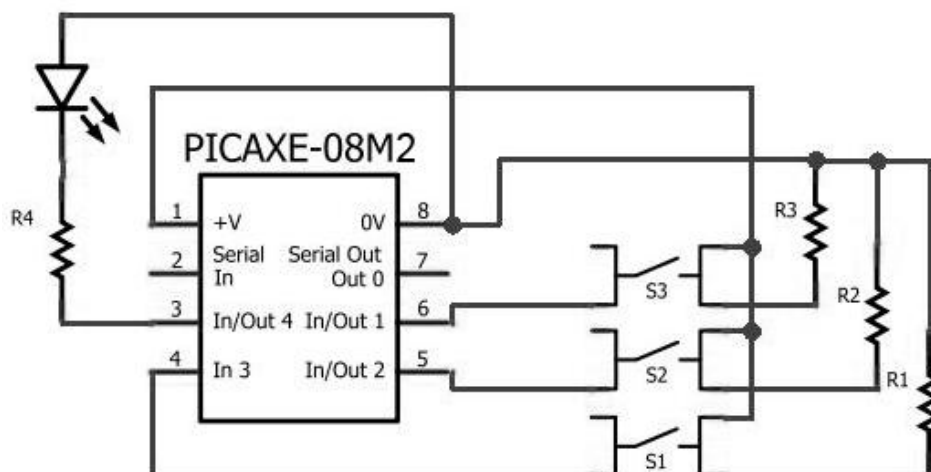 PICAXE-08M2
R4
1
+V
0V
8
R3
2
Serial
In
Serial Out
Out 0
7
S3
R2
3
In/Out 4
In/Out 1
6
S2
4
In 3
In/Out 2
5
R1
S1